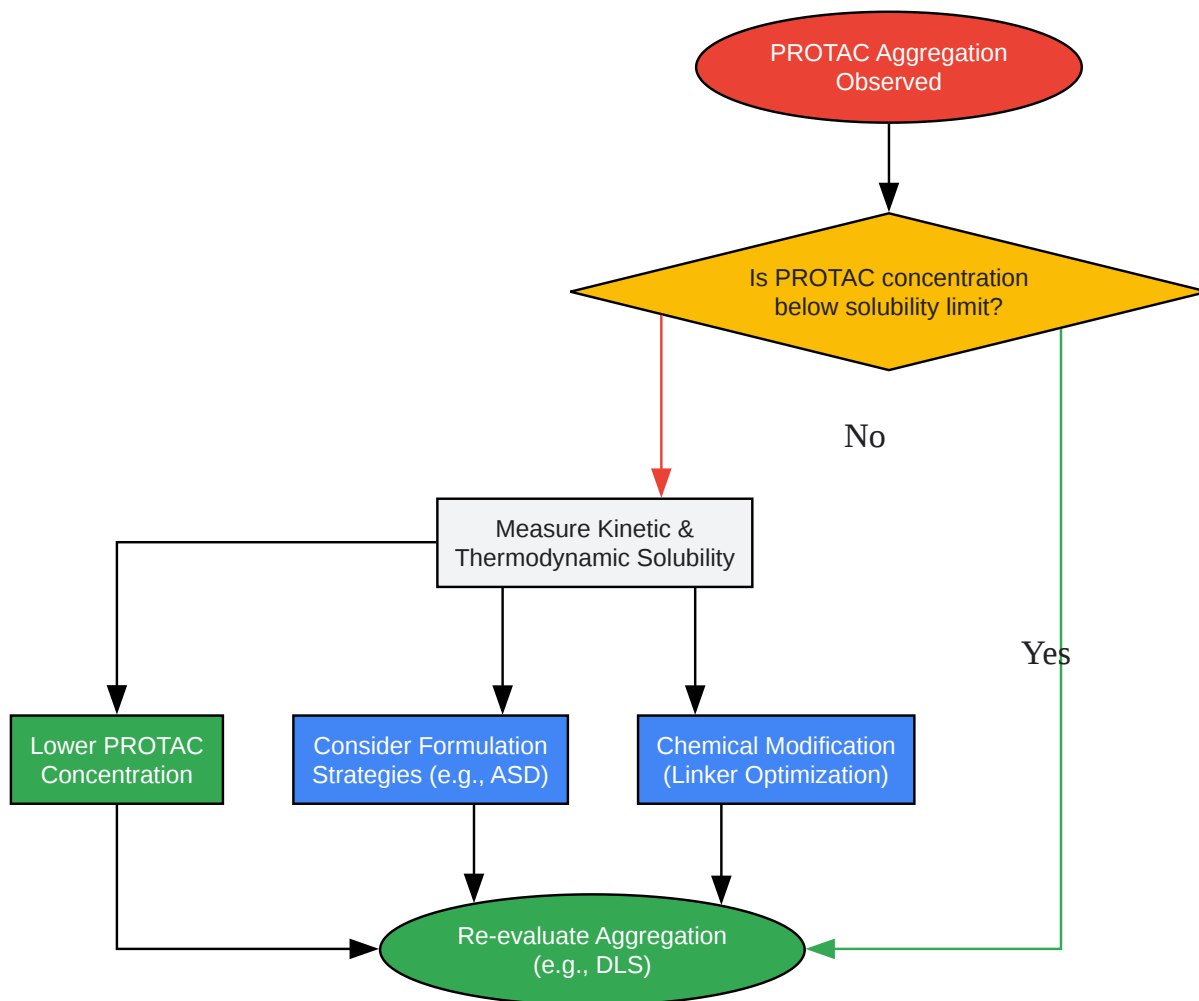 PROTAC Aggregation
Observed
Is PROTAC concentration
below solubility limit?
No
Measure Kinetic &
Thermodynamic Solubility
Yes
Lower PROTAC
Concentration
Consider Formulation
Strategies (e.g., ASD)
Chemical Modification
(Linker Optimization)
Re-evaluate Aggregation
(e.g., DLS)